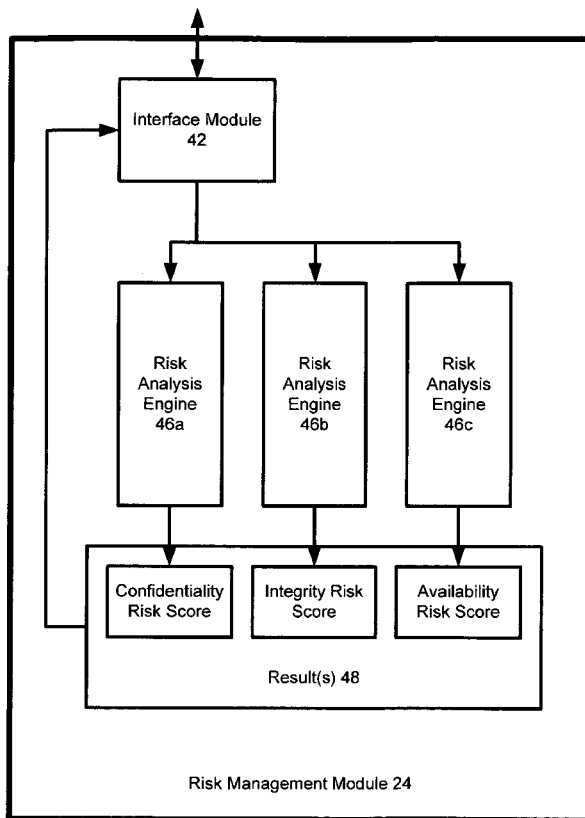 Interface Module
42
Risk
Analysis
Engine
46a
Risk
Analysis
Engine
46b
Risk
Analysis
Engine
46c
Confidentiality
Risk Score
Integrity Risk
Score
Availability
Risk Score
Result(s) 48
Risk Management Module 24